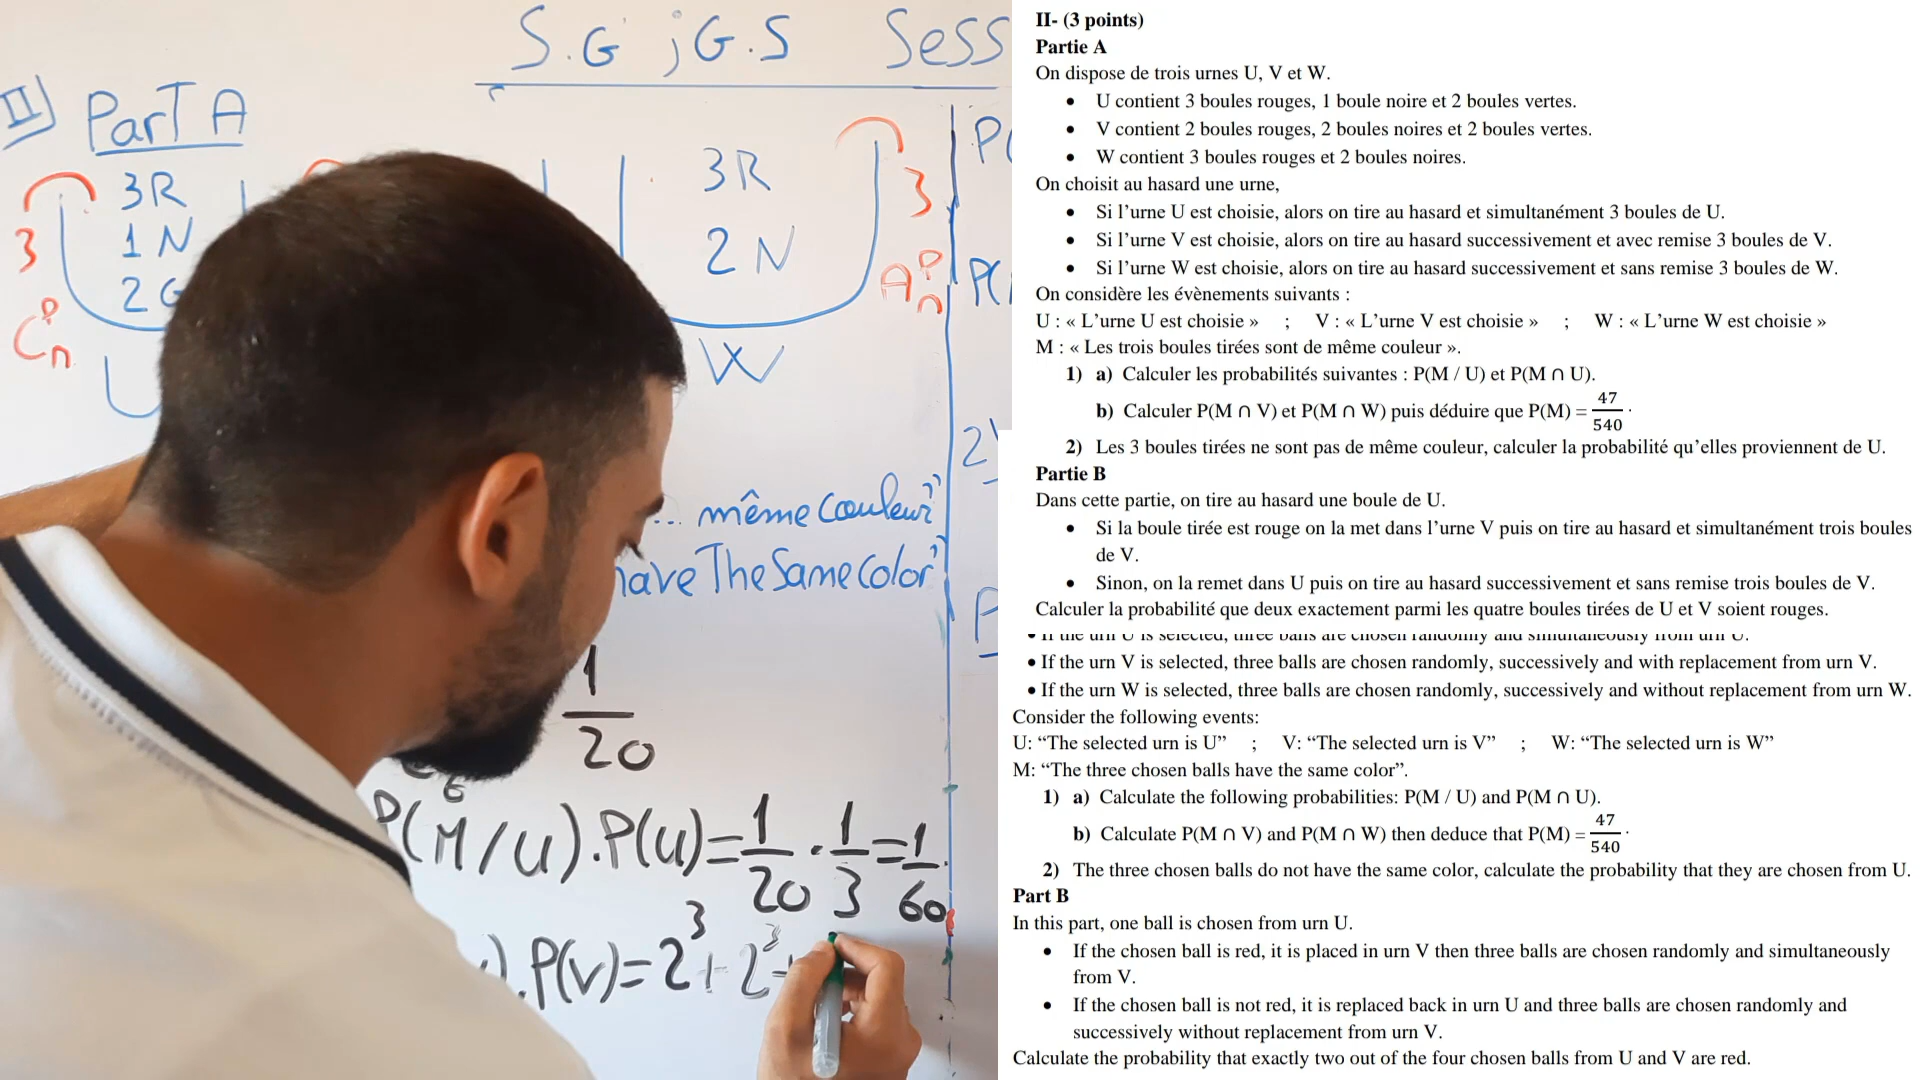 S.G ; G.S Sess
II) Part A
3R
1N
2G
3
C P n
U
3R
2N
3
A P n
W
P(
P(
2)
P
... même couleur"
have The Same Color"
1
20
6
P(M/U).P(U)=1/20.1/3=1/60
).P(V)=2³+2³+
II- (3 points)
Partie A
On dispose de trois urnes U, V et W.
• U contient 3 boules rouges, 1 boule noire et 2 boules vertes.
• V contient 2 boules rouges, 2 boules noires et 2 boules vertes.
• W contient 3 boules rouges et 2 boules noires.
On choisit au hasard une urne,
• Si l’urne U est choisie, alors on tire au hasard et simultanément 3 boules de U.
• Si l’urne V est choisie, alors on tire au hasard successivement et avec remise 3 boules de V.
• Si l’urne W est choisie, alors on tire au hasard successivement et sans remise 3 boules de W.
On considère les évènements suivants :
U : « L’urne U est choisie » ; V : « L’urne V est choisie » ; W : « L’urne W est choisie »
M : « Les trois boules tirées sont de même couleur ».
1) a) Calculer les probabilités suivantes : P(M / U) et P(M ∩ U).
b) Calculer P(M ∩ V) et P(M ∩ W) puis déduire que P(M) = 47/540 .
2) Les 3 boules tirées ne sont pas de même couleur, calculer la probabilité qu’elles proviennent de U.
Partie B
Dans cette partie, on tire au hasard une boule de U.
• Si la boule tirée est rouge on la met dans l’urne V puis on tire au hasard et simultanément trois boules
de V.
• Sinon, on la remet dans U puis on tire au hasard successivement et sans remise trois boules de V.
Calculer la probabilité que deux exactement parmi les quatre boules tirées de U et V soient rouges.
• If the urn U is selected, three balls are chosen randomly and simultaneously from urn U.
• If the urn V is selected, three balls are chosen randomly, successively and with replacement from urn V.
• If the urn W is selected, three balls are chosen randomly, successively and without replacement from urn W.
Consider the following events:
U: “The selected urn is U” ; V: “The selected urn is V” ; W: “The selected urn is W”
M: “The three chosen balls have the same color”.
1) a) Calculate the following probabilities: P(M / U) and P(M ∩ U).
b) Calculate P(M ∩ V) and P(M ∩ W) then deduce that P(M) = 47/540 .
2) The three chosen balls do not have the same color, calculate the probability that they are chosen from U.
Part B
In this part, one ball is chosen from urn U.
• If the chosen ball is red, it is placed in urn V then three balls are chosen randomly and simultaneously
from V.
• If the chosen ball is not red, it is replaced back in urn U and three balls are chosen randomly and
successively without replacement from urn V.
Calculate the probability that exactly two out of the four chosen balls from U and V are red.